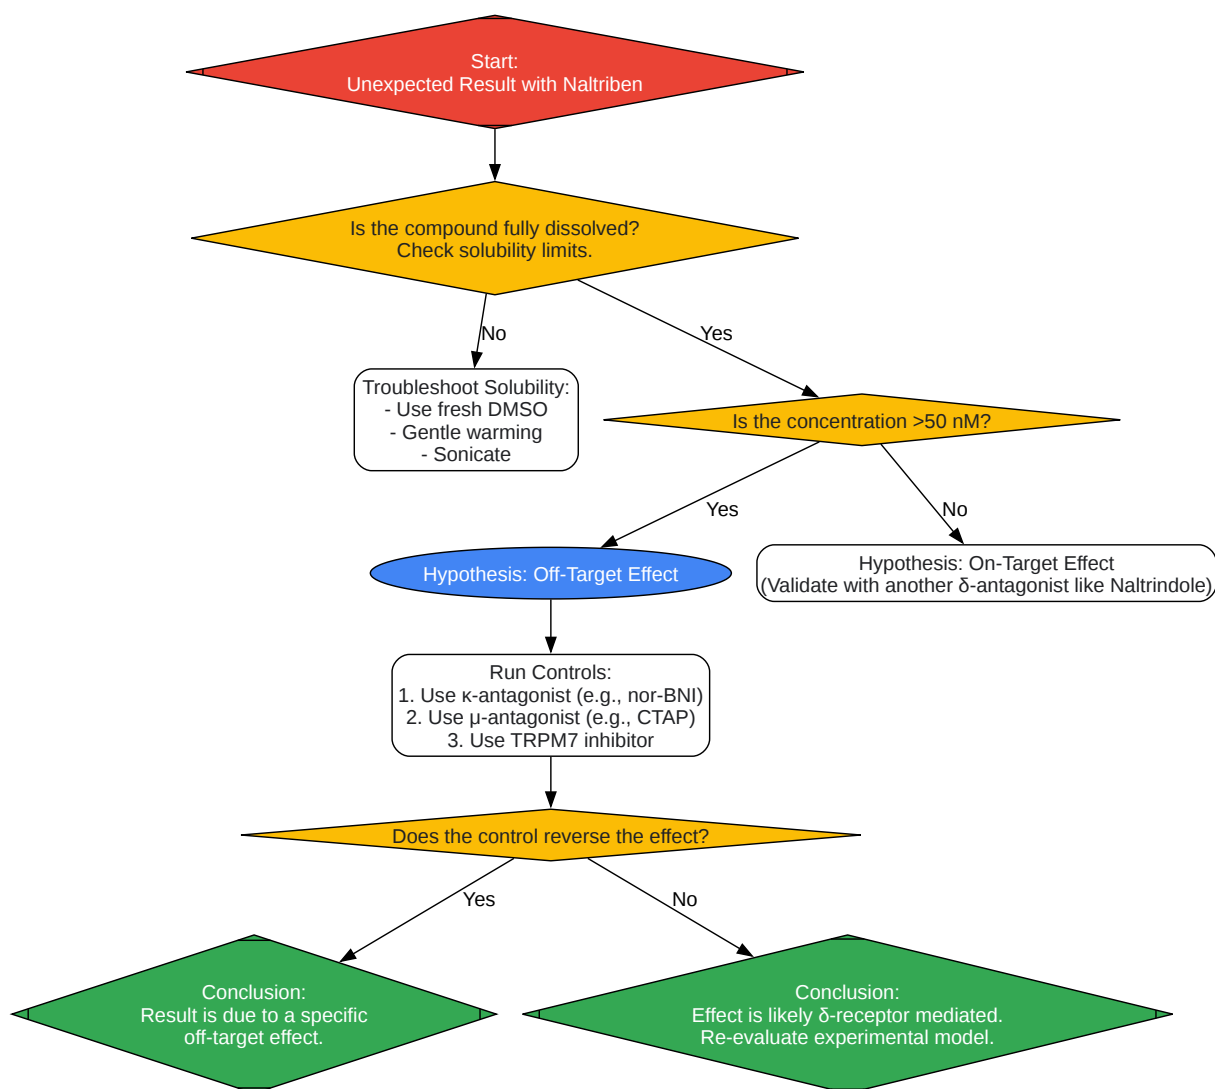 Start:
Unexpected Result with Naltriben
Is the compound fully dissolved?
Check solubility limits.
No
Yes
Troubleshoot Solubility:
- Use fresh DMSO
- Gentle warming
- Sonicate
Is the concentration >50 nM?
Yes
No
Hypothesis: Off-Target Effect
Hypothesis: On-Target Effect
(Validate with another δ-antagonist like Naltrindole)
Run Controls:
1. Use κ-antagonist (e.g., nor-BNI)
2. Use μ-antagonist (e.g., CTAP)
3. Use TRPM7 inhibitor
Does the control reverse the effect?
Yes
No
Conclusion:
Result is due to a specific
off-target effect.
Conclusion:
Effect is likely δ-receptor mediated.
Re-evaluate experimental model.